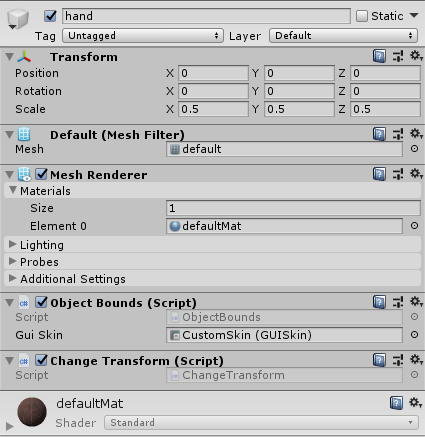 hand Static
Tag Untagged Layer Default
Transform
Position X 0 Y 0 Z 0
Rotation X 0 Y 0 Z 0
Scale X 0.5 Y 0.5 Z 0.5
Default (Mesh Filter)
Mesh default
Mesh Renderer
Materials
Size 1
Element 0 defaultMat
Lighting
Probes
Additional Settings
Object Bounds (Script)
Script ObjectBounds
Gui Skin CustomSkin (GUISkin)
Change Transform (Script)
Script ChangeTransform
defaultMat
Shader Standard